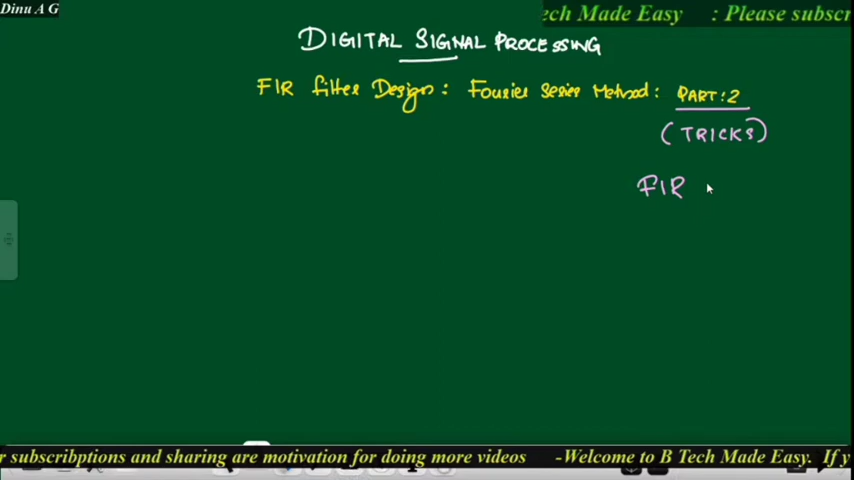 Dinu A G
ech Made Easy : Please subscr
DIGITAL SIGNAL PROCESSING
FIR filter Design: Fourier Series Method: PART:2
(TRICKS)
FIR
r subscribptions and sharing are motivation for doing more videos -Welcome to B Tech Made Easy. If y